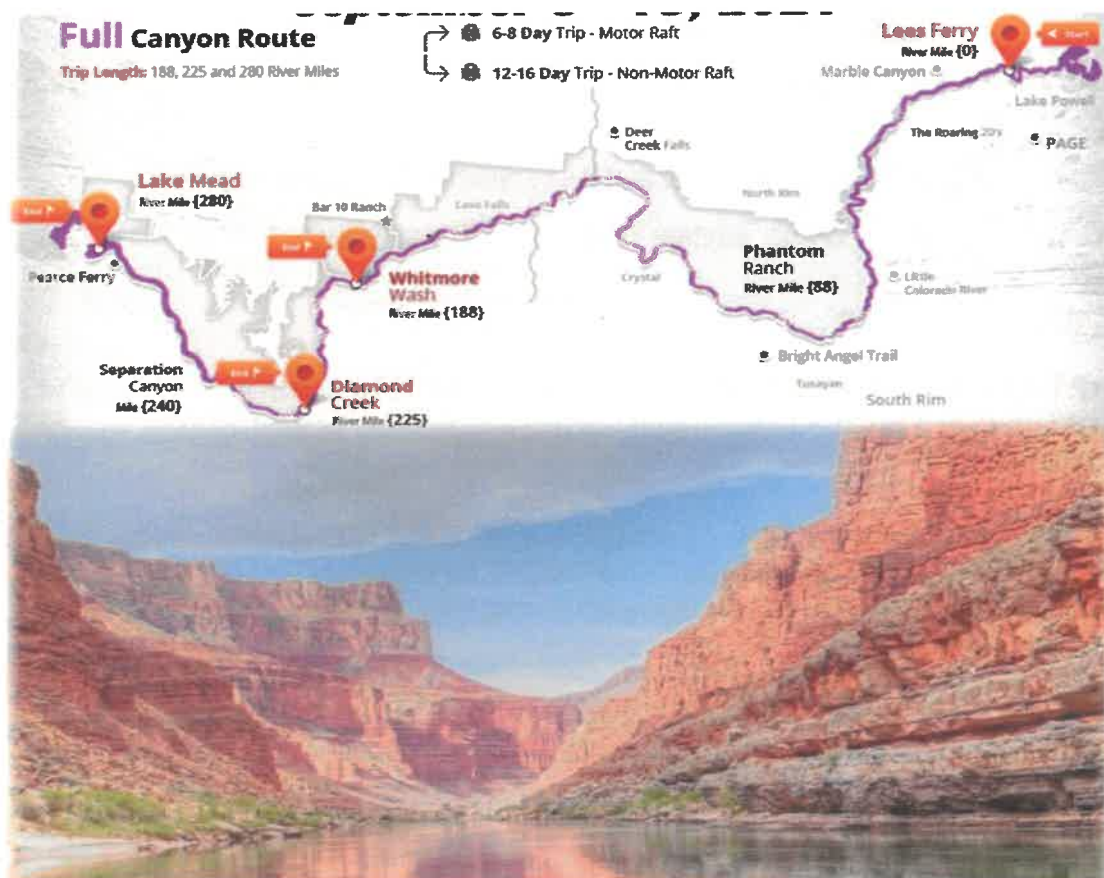 Full Canyon Route
Trip Length: 188, 225 and 280 River Miles
6-8 Day Trip - Motor Raft
12-16 Day Trip - Non-Motor Raft
Lees Ferry
River Mile {0}
Start
Marble Canyon
Lake Powell
The Roaring 20's
PAGE
Deer
Creek Falls
Lake Mead
River Mile {280}
End
Bar 10 Ranch
Lava Falls
North Rim
End
Pearce Ferry
Whitmore
Wash
River Mile {188}
Crystal
Phantom
Ranch
River Mile {88}
Little
Colorado River
Separation
Canyon
Mile {240}
End
Diamond
Creek
River Mile {225}
Bright Angel Trail
Tusayan
South Rim